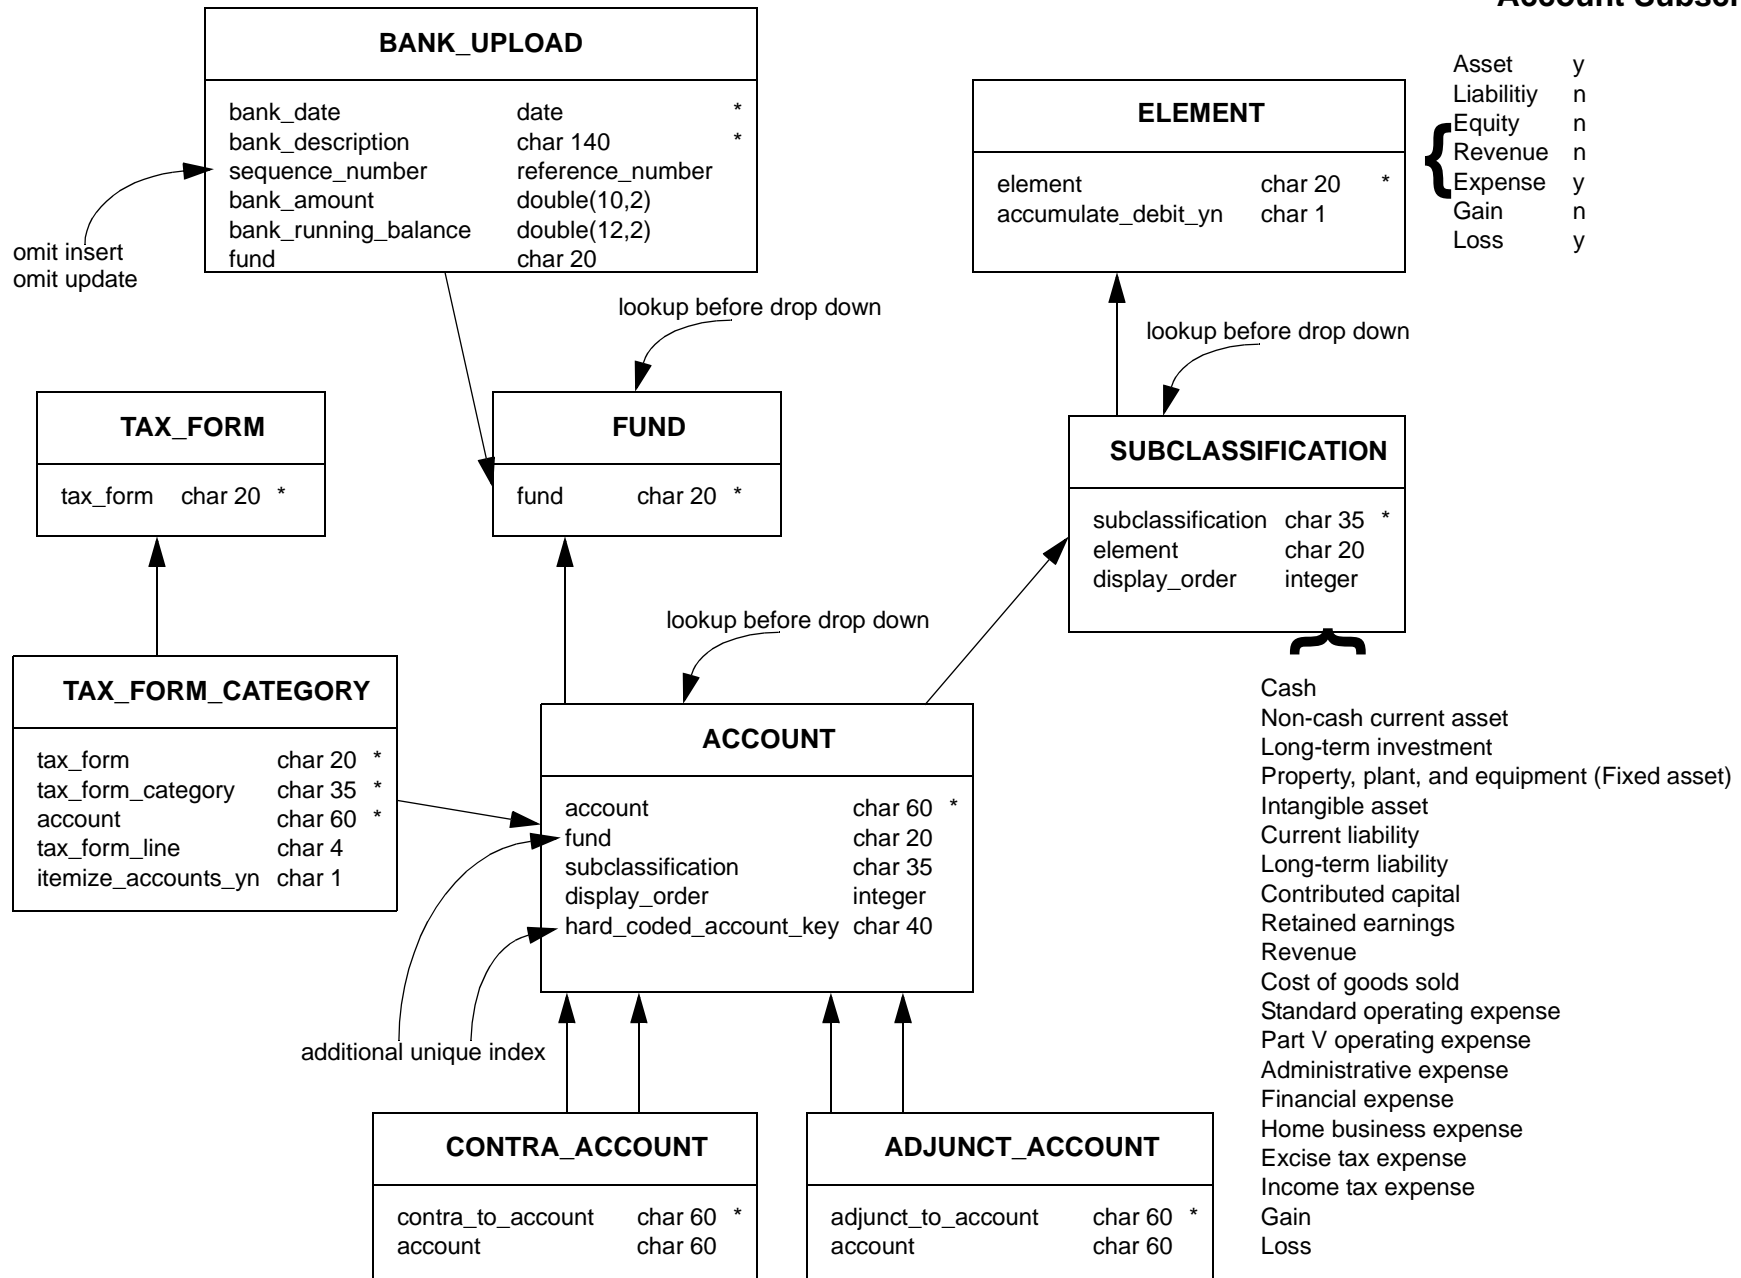 Account Subscr
BANK_UPLOAD
bank_date date *
bank_description char 140 *
sequence_number reference_number
bank_amount double(10,2)
bank_running_balance double(12,2)
fund char 20
omit insert
omit update
ELEMENT
element char 20 *
accumulate_debit_yn char 1
{
Asset y
Liabilitiy n
Equity n
Revenue n
Expense y
Gain n
Loss y
lookup before drop down
lookup before drop down
TAX_FORM
tax_form char 20 *
FUND
fund char 20 *
SUBCLASSIFICATION
subclassification char 35 *
element char 20
display_order integer
{
lookup before drop down
TAX_FORM_CATEGORY
tax_form char 20 *
tax_form_category char 35 *
account char 60 *
tax_form_line char 4
itemize_accounts_yn char 1
ACCOUNT
account char 60 *
fund char 20
subclassification char 35
display_order integer
hard_coded_account_key char 40
additional unique index
Cash
Non-cash current asset
Long-term investment
Property, plant, and equipment (Fixed asset)
Intangible asset
Current liability
Long-term liability
Contributed capital
Retained earnings
Revenue
Cost of goods sold
Standard operating expense
Part V operating expense
Administrative expense
Financial expense
Home business expense
Excise tax expense
Income tax expense
Gain
Loss
CONTRA_ACCOUNT
contra_to_account char 60 *
account char 60
ADJUNCT_ACCOUNT
adjunct_to_account char 60 *
account char 60